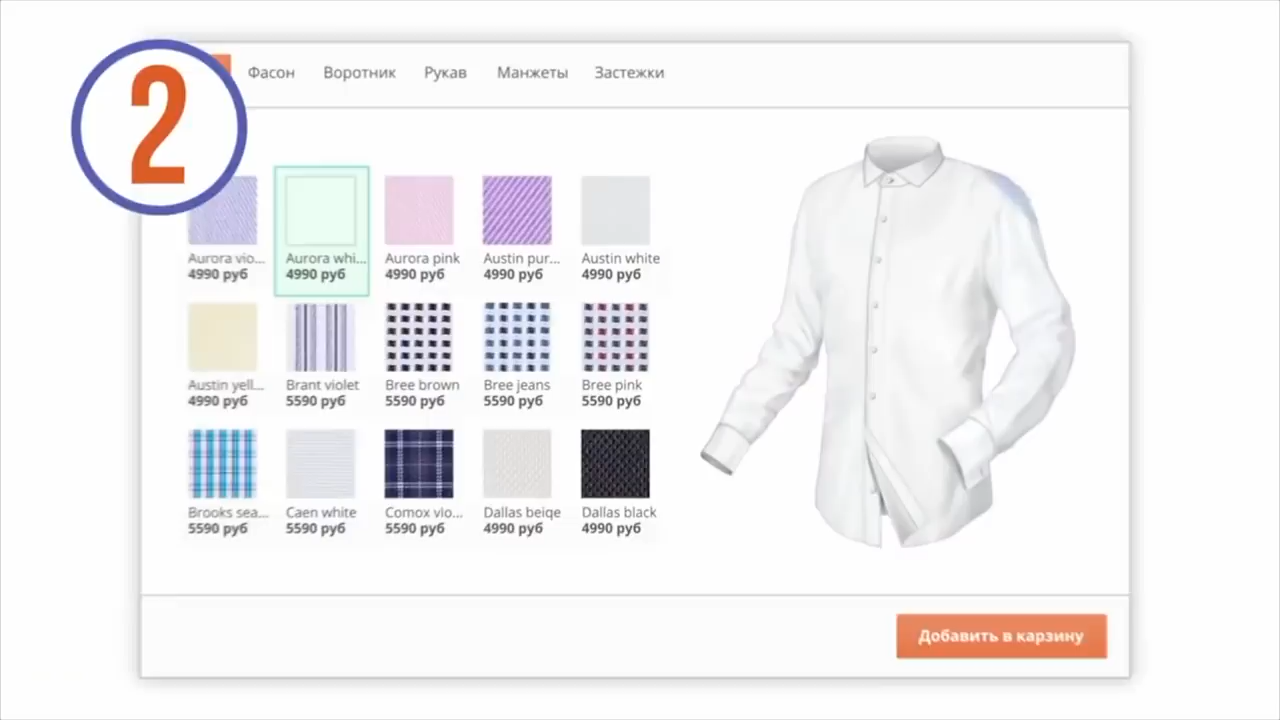 2
Фасон Воротник Рукав Манжеты Застежки
Aurora vio... Aurora whi... Aurora pink Austin pur... Austin white
4990 руб 4990 руб 4990 руб 4990 руб 4990 руб
Austin yell... Brant violet Bree brown Bree jeans Bree pink
4990 руб 5590 руб 5590 руб 5590 руб 5590 руб
Brooks sea... Caen white Comox vio... Dallas beige Dallas black
5590 руб 5590 руб 5590 руб 4990 руб 4990 руб
Добавить в карзину